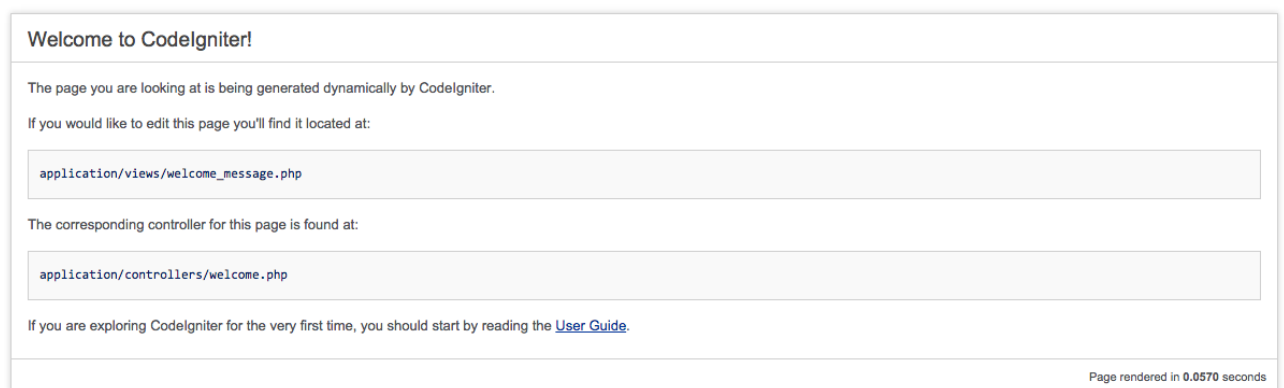 Welcome to CodeIgniter!
The page you are looking at is being generated dynamically by CodeIgniter.
If you would like to edit this page you'll find it located at:
application/views/welcome_message.php
The corresponding controller for this page is found at:
application/controllers/welcome.php
If you are exploring CodeIgniter for the very first time, you should start by reading the User Guide.
Page rendered in 0.0570 seconds